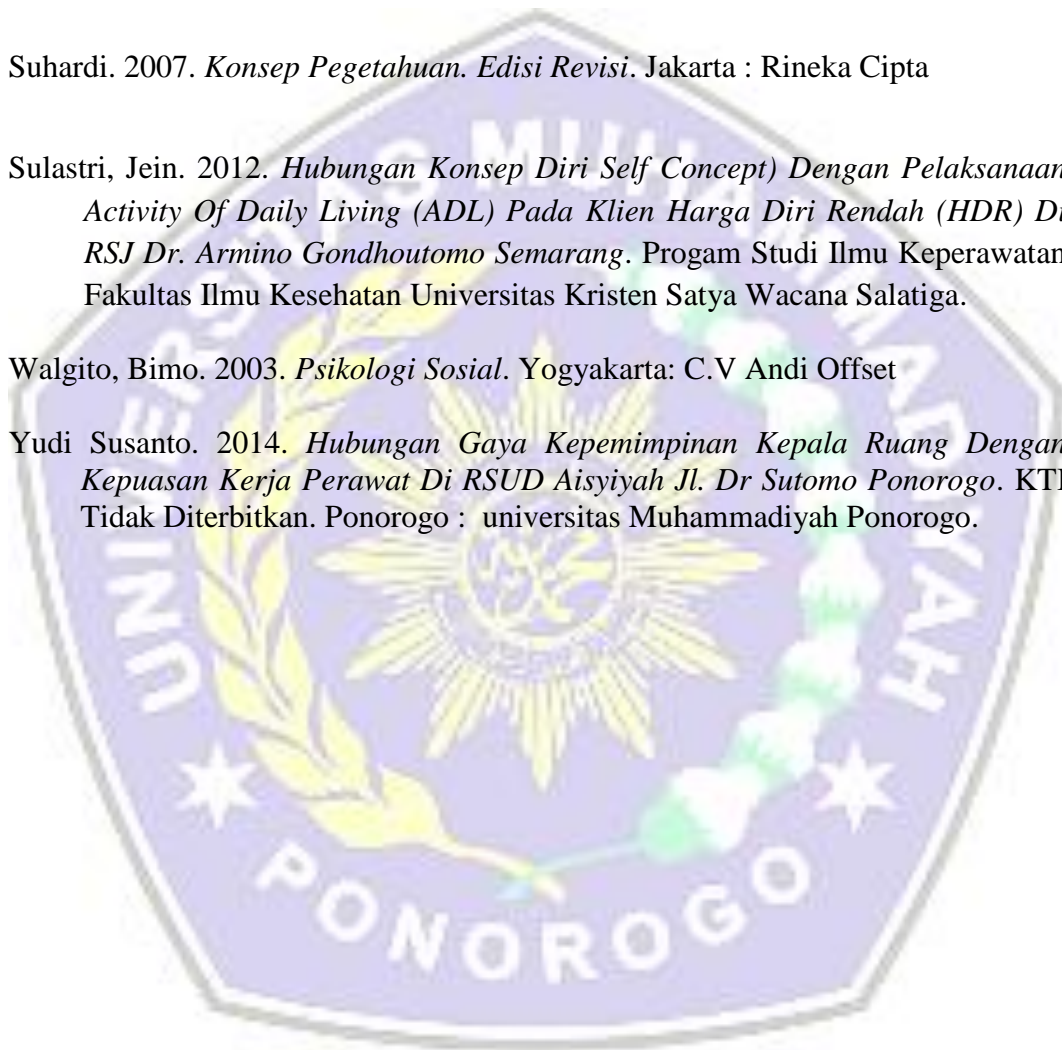 Suhardi. 2007. Konsep Pegetahuan. Edisi Revisi. Jakarta : Rineka Cipta
Sulastri, Jein. 2012. Hubungan Konsep Diri Self Concept) Dengan Pelaksanaan
Activity Of Daily Living (ADL) Pada Klien Harga Diri Rendah (HDR) Di
RSJ Dr. Armino Gondhoutomo Semarang. Progam Studi Ilmu Keperawatan
Fakultas Ilmu Kesehatan Universitas Kristen Satya Wacana Salatiga.
Walgito, Bimo. 2003. Psikologi Sosial. Yogyakarta: C.V Andi Offset
Yudi Susanto. 2014. Hubungan Gaya Kepemimpinan Kepala Ruang Dengan
Kepuasan Kerja Perawat Di RSUD Aisyiyah Jl. Dr Sutomo Ponorogo. KTI
Tidak Diterbitkan. Ponorogo : universitas Muhammadiyah Ponorogo.
UNIVERSITAS MUHAMMADIYAH
PONOROGO